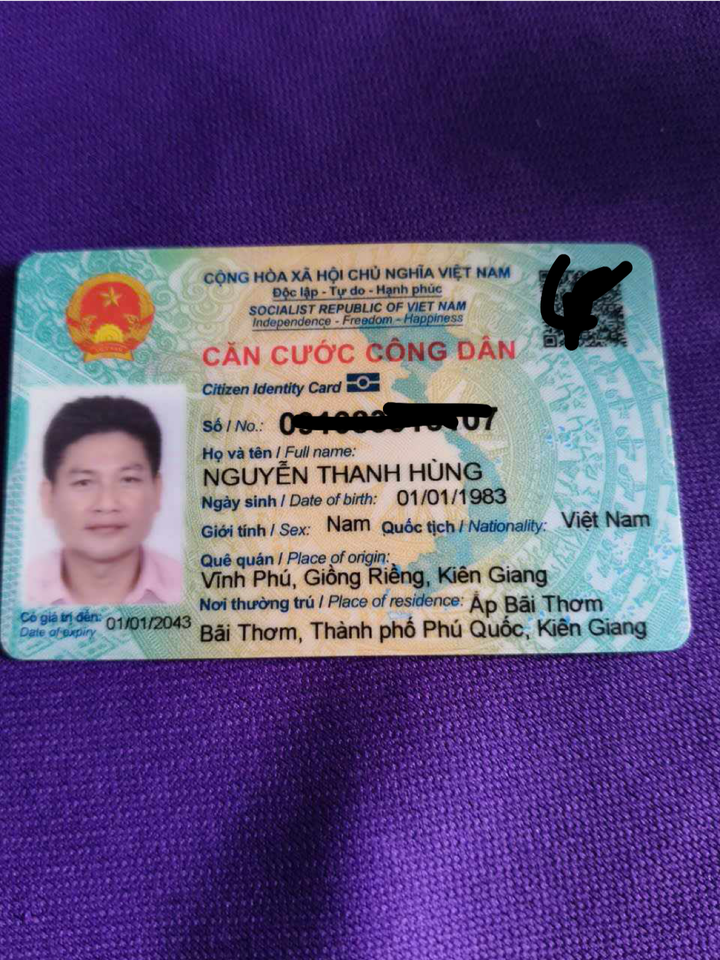 CỘNG HÒA XÃ HỘI CHỦ NGHĨA VIỆT NAM
Độc lập - Tự do - Hạnh phúc
SOCIALIST REPUBLIC OF VIET NAM
Independence - Freedom - Happiness
CĂN CƯỚC CÔNG DÂN
Citizen Identity Card
Số / No.:
Họ và tên / Full name:
NGUYỄN THANH HÙNG
Ngày sinh / Date of birth: 01/01/1983
Giới tính / Sex: Nam Quốc tịch / Nationality: Việt Nam
Quê quán / Place of origin:
Vĩnh Phú, Giồng Riềng, Kiên Giang
Nơi thường trú / Place of residence: Ấp Bãi Thơm
Bãi Thơm, Thành phố Phú Quốc, Kiên Giang
Có giá trị đến: 01/01/2043
Date of expiry